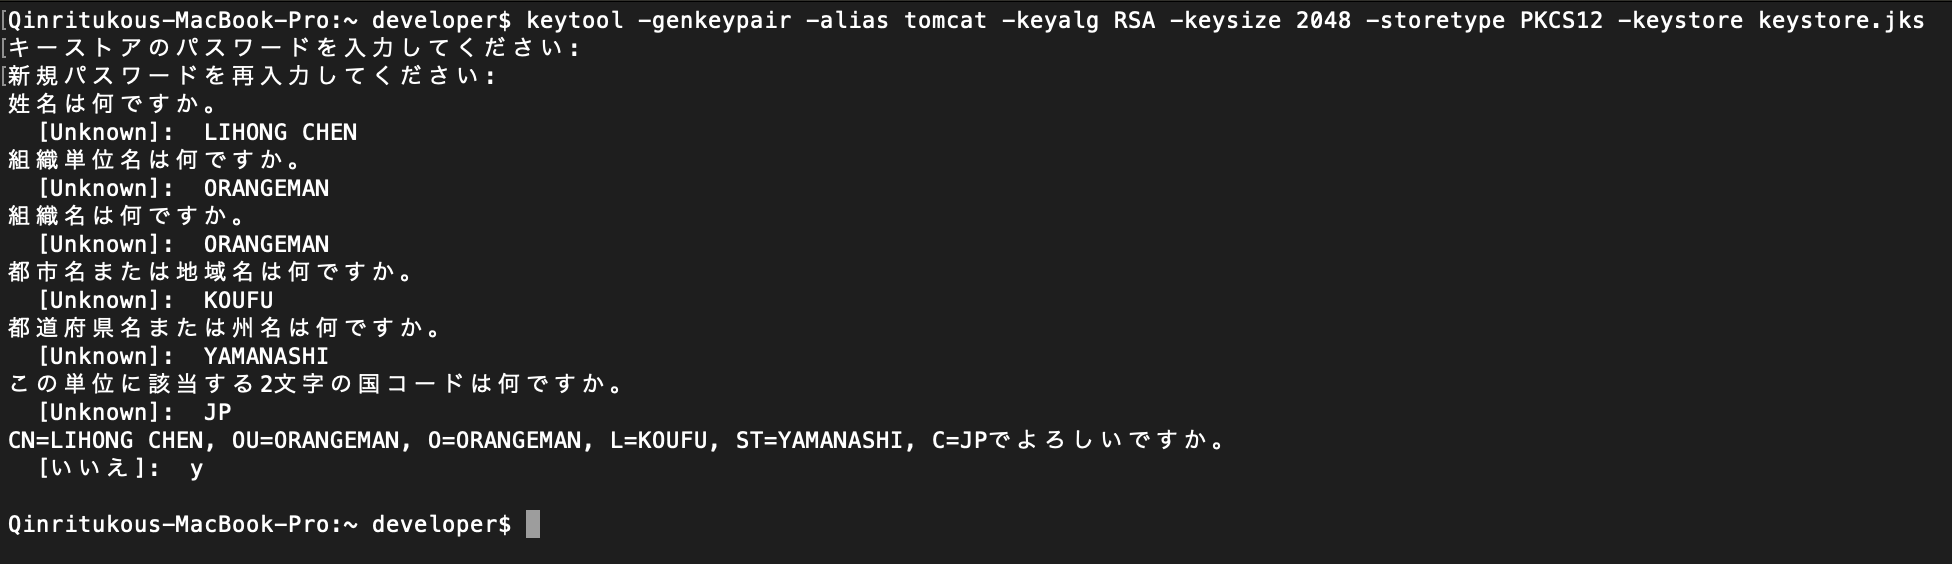 [Qinritukous-MacBook-Pro:~ developer$ keytool -genkeypair -alias tomcat -keyalg RSA -keysize 2048 -storetype PKCS12 -keystore keystore.jks
[キーストアのパスワードを入力してください:
[新規パスワードを再入力してください:
姓名は何ですか。
  [Unknown]:  LIHONG CHEN
組織単位名は何ですか。
  [Unknown]:  ORANGEMAN
組織名は何ですか。
  [Unknown]:  ORANGEMAN
都市名または地域名は何ですか。
  [Unknown]:  KOUFU
都道府県名または州名は何ですか。
  [Unknown]:  YAMANASHI
この単位に該当する2文字の国コードは何ですか。
  [Unknown]:  JP
CN=LIHONG CHEN, OU=ORANGEMAN, O=ORANGEMAN, L=KOUFU, ST=YAMANASHI, C=JPでよろしいですか。
  [いいえ]:  y
Qinritukous-MacBook-Pro:~ developer$